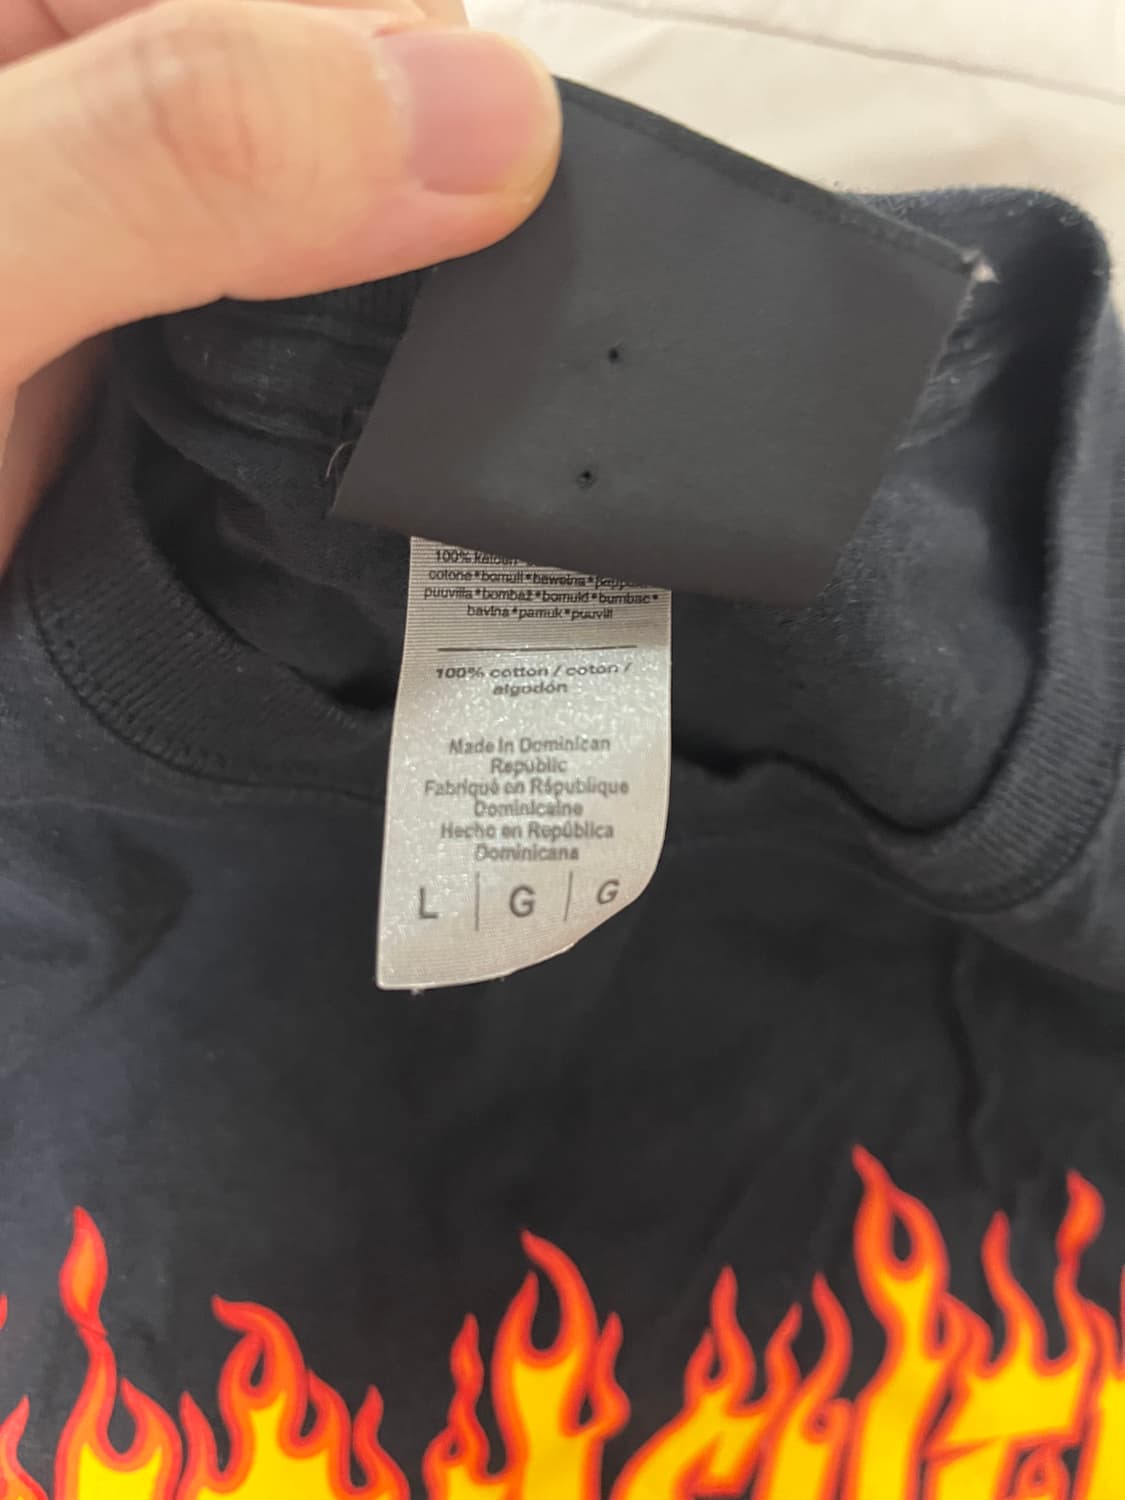 100%
cotone*bomull*bawełna*
puuvilla*bombaž*bomuld*bumbac*
bavlna*pamuk*puuvill
100% cotton / coton /
algodón
Made in Dominican
Republic
Fabriqué en République
Dominicaine
Hecho en República
Dominicana
L | G | G